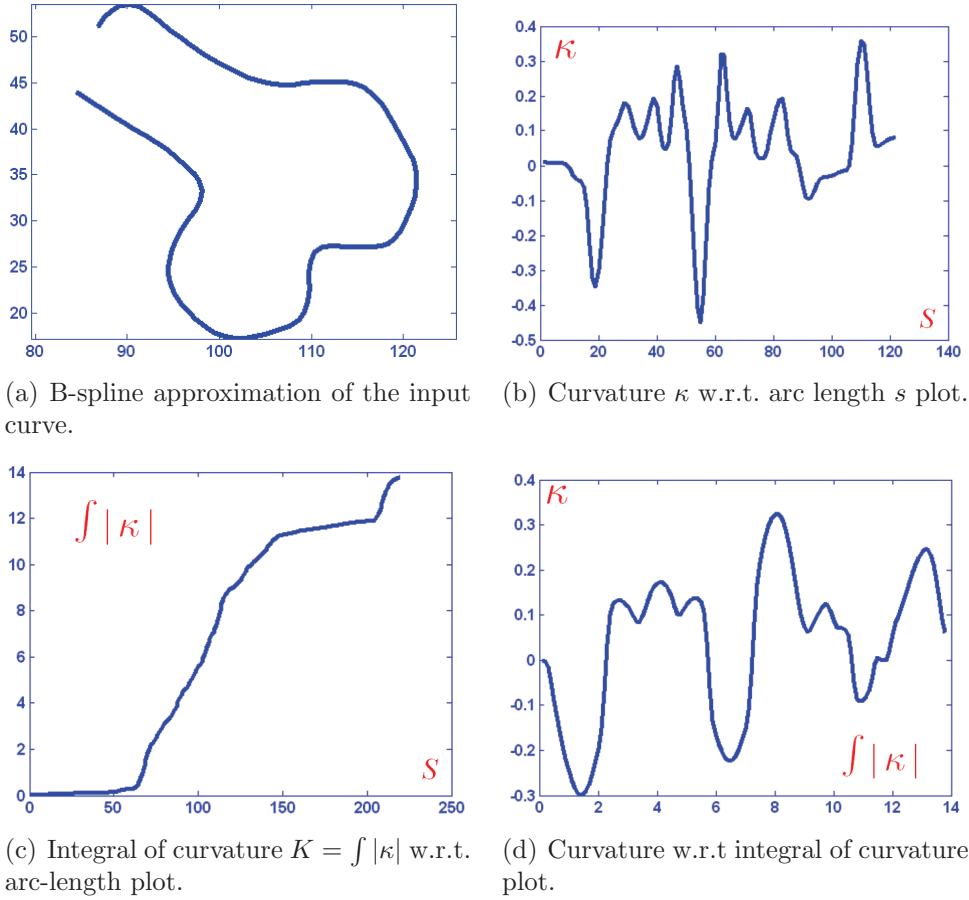 50
45
40
35
30
25
20
80 90 100 110 120
(a) B-spline approximation of the input
curve.
κ
0.4
0.3
0.2
0.1
0
-0.1
-0.2
-0.3
-0.4
-0.5
S
0 20 40 60 80 100 120 140
(b) Curvature κ w.r.t. arc length s plot.
14
12
10
8
6
4
2
0
∫ | κ |
S
0 50 100 150 200 250
(c) Integral of curvature K = ∫ |κ| w.r.t.
arc-length plot.
κ
0.4
0.3
0.2
0.1
0
-0.1
-0.2
-0.3
∫ | κ |
0 2 4 6 8 10 12 14
(d) Curvature w.r.t integral of curvature
plot.